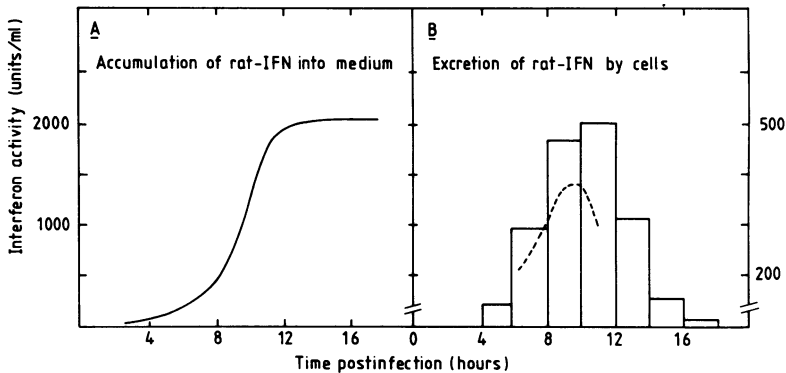 A
Accumulation of rat-IFN into medium
B
Excretion of rat-IFN by cells
Interferon activity (units/ml)
2000
1000
500
200
4
8
12
16
0
4
8
12
16
Time postinfection (hours)